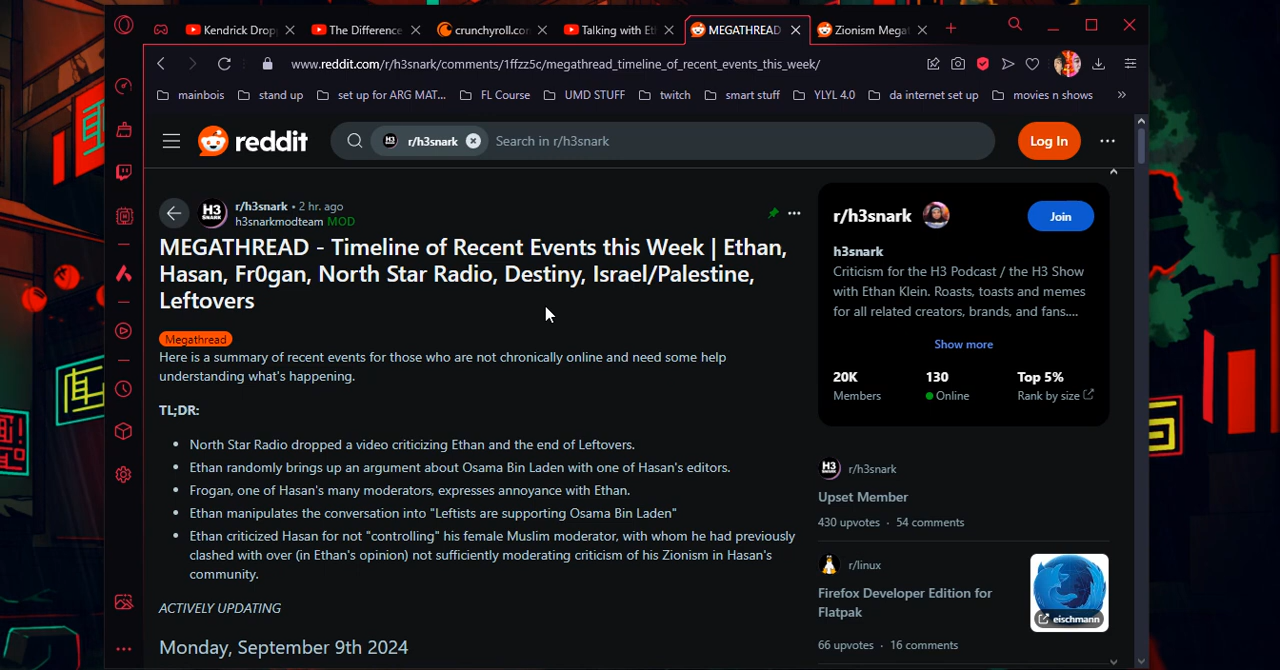 Kendrick Drop
The Difference
crunchyroll.co
Talking with Et
MEGATHREAD
Zionism Mega
www.reddit.com/r/h3snark/comments/1ffzz5c/megathread_timeline_of_recent_events_this_week/
mainbois
stand up
set up for ARG MAT...
FL Course
UMD STUFF
twitch
smart stuff
YLYL 4.0
da internet set up
movies n shows
»
reddit
r/h3snark
Search in r/h3snark
Log In
r/h3snark • 2 hr. ago
h3snarkmodteam MOD
MEGATHREAD - Timeline of Recent Events this Week | Ethan,
Hasan, Fr0gan, North Star Radio, Destiny, Israel/Palestine,
Leftovers
Megathread
Here is a summary of recent events for those who are not chronically online and need some help
understanding what's happening.
TL;DR:
• North Star Radio dropped a video criticizing Ethan and the end of Leftovers.
• Ethan randomly brings up an argument about Osama Bin Laden with one of Hasan's editors.
• Frogan, one of Hasan's many moderators, expresses annoyance with Ethan.
• Ethan manipulates the conversation into "Leftists are supporting Osama Bin Laden"
• Ethan criticized Hasan for not "controlling" his female Muslim moderator, with whom he had previously
clashed with over (in Ethan's opinion) not sufficiently moderating criticism of his Zionism in Hasan's
community.
ACTIVELY UPDATING
Monday, September 9th 2024
r/h3snark
Join
h3snark
Criticism for the H3 Podcast / the H3 Show
with Ethan Klein. Roasts, toasts and memes
for all related creators, brands, and fans....
Show more
20K
Members
130
Online
Top 5%
Rank by size
H3
SNARK
H3
r/h3snark
Upset Member
430 upvotes • 54 comments
r/linux
Firefox Developer Edition for
Flatpak
eischmann
66 upvotes • 16 comments